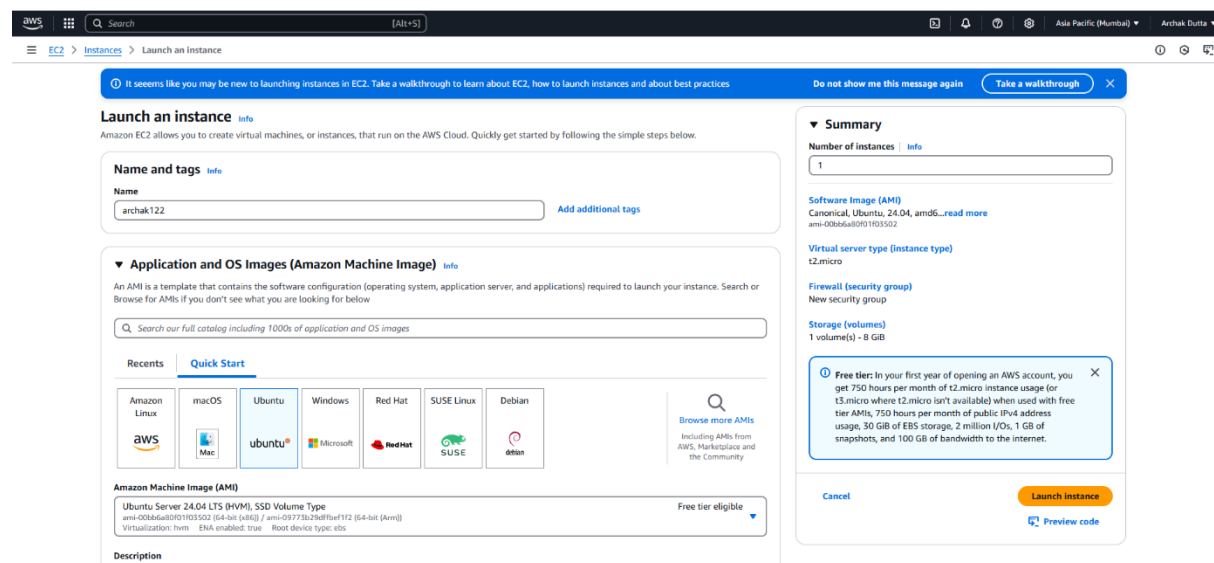 aws
Search [Alt+S]
Asia Pacific (Mumbai) Archak Dutta
EC2 > Instances > Launch an instance
It seeems like you may be new to launching instances in EC2. Take a walkthrough to learn about EC2, how to launch instances and about best practices
Do not show me this message again
Take a walkthrough
Launch an instance Info
Amazon EC2 allows you to create virtual machines, or instances, that run on the AWS Cloud. Quickly get started by following the simple steps below.
Name and tags Info
Name
archak122
Add additional tags
Application and OS Images (Amazon Machine Image) Info
An AMI is a template that contains the software configuration (operating system, application server, and applications) required to launch your instance. Search or
Browse for AMIs if you don't see what you are looking for below
Search our full catalog including 1000s of application and OS images
Recents
Quick Start
Amazon
Linux
aws
macOS
Mac
Ubuntu
ubuntu
Windows
Microsoft
Red Hat
RedHat
SUSE Linux
SUSE
Debian
debian
Browse more AMIs
Including AMIs from
AWS, Marketplace and
the Community
Amazon Machine Image (AMI)
Ubuntu Server 24.04 LTS (HVM), SSD Volume Type
Free tier eligible
ami-00bb6a80f01f03502 (64-bit (x86)) / ami-09773b29dffbef1f2 (64-bit (Arm))
Virtualization: hvm ENA enabled: true Root device type: ebs
Description
Summary
Number of instances Info
1
Software Image (AMI)
Canonical, Ubuntu, 24.04, amd6...read more
ami-00bb6a80f01f03502
Virtual server type (instance type)
t2.micro
Firewall (security group)
New security group
Storage (volumes)
1 volume(s) - 8 GiB
Free tier: In your first year of opening an AWS account, you
get 750 hours per month of t2.micro instance usage (or
t3.micro where t2.micro isn't available) when used with free
tier AMIs, 750 hours per month of public IPv4 address
usage, 30 GiB of EBS storage, 2 million I/Os, 1 GB of
snapshots, and 100 GB of bandwidth to the internet.
Cancel
Launch instance
Preview code